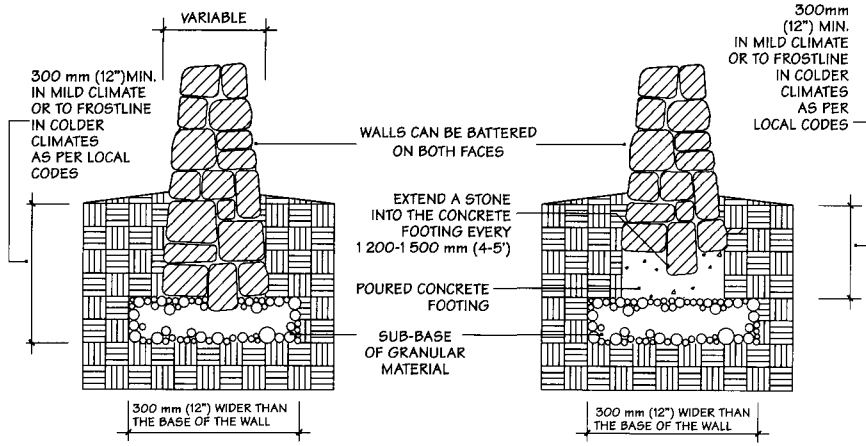 VARIABLE
300 mm (12")MIN.
IN MILD CLIMATE
OR TO FROSTLINE
IN COLDER
CLIMATES
AS PER LOCAL
CODES
WALLS CAN BE BATTERED
ON BOTH FACES
EXTEND A STONE
INTO THE CONCRETE
FOOTING EVERY
1 200-1 500 mm (4-5')
POURED CONCRETE
FOOTING
SUB-BASE
OF GRANULAR
MATERIAL
300 mm (12") WIDER THAN
THE BASE OF THE WALL
300mm
(12") MIN.
IN MILD CLIMATE
OR TO FROSTLINE
IN COLDER
CLIMATES
AS PER
LOCAL CODES
300 mm (12") WIDER THAN
THE BASE OF THE WALL